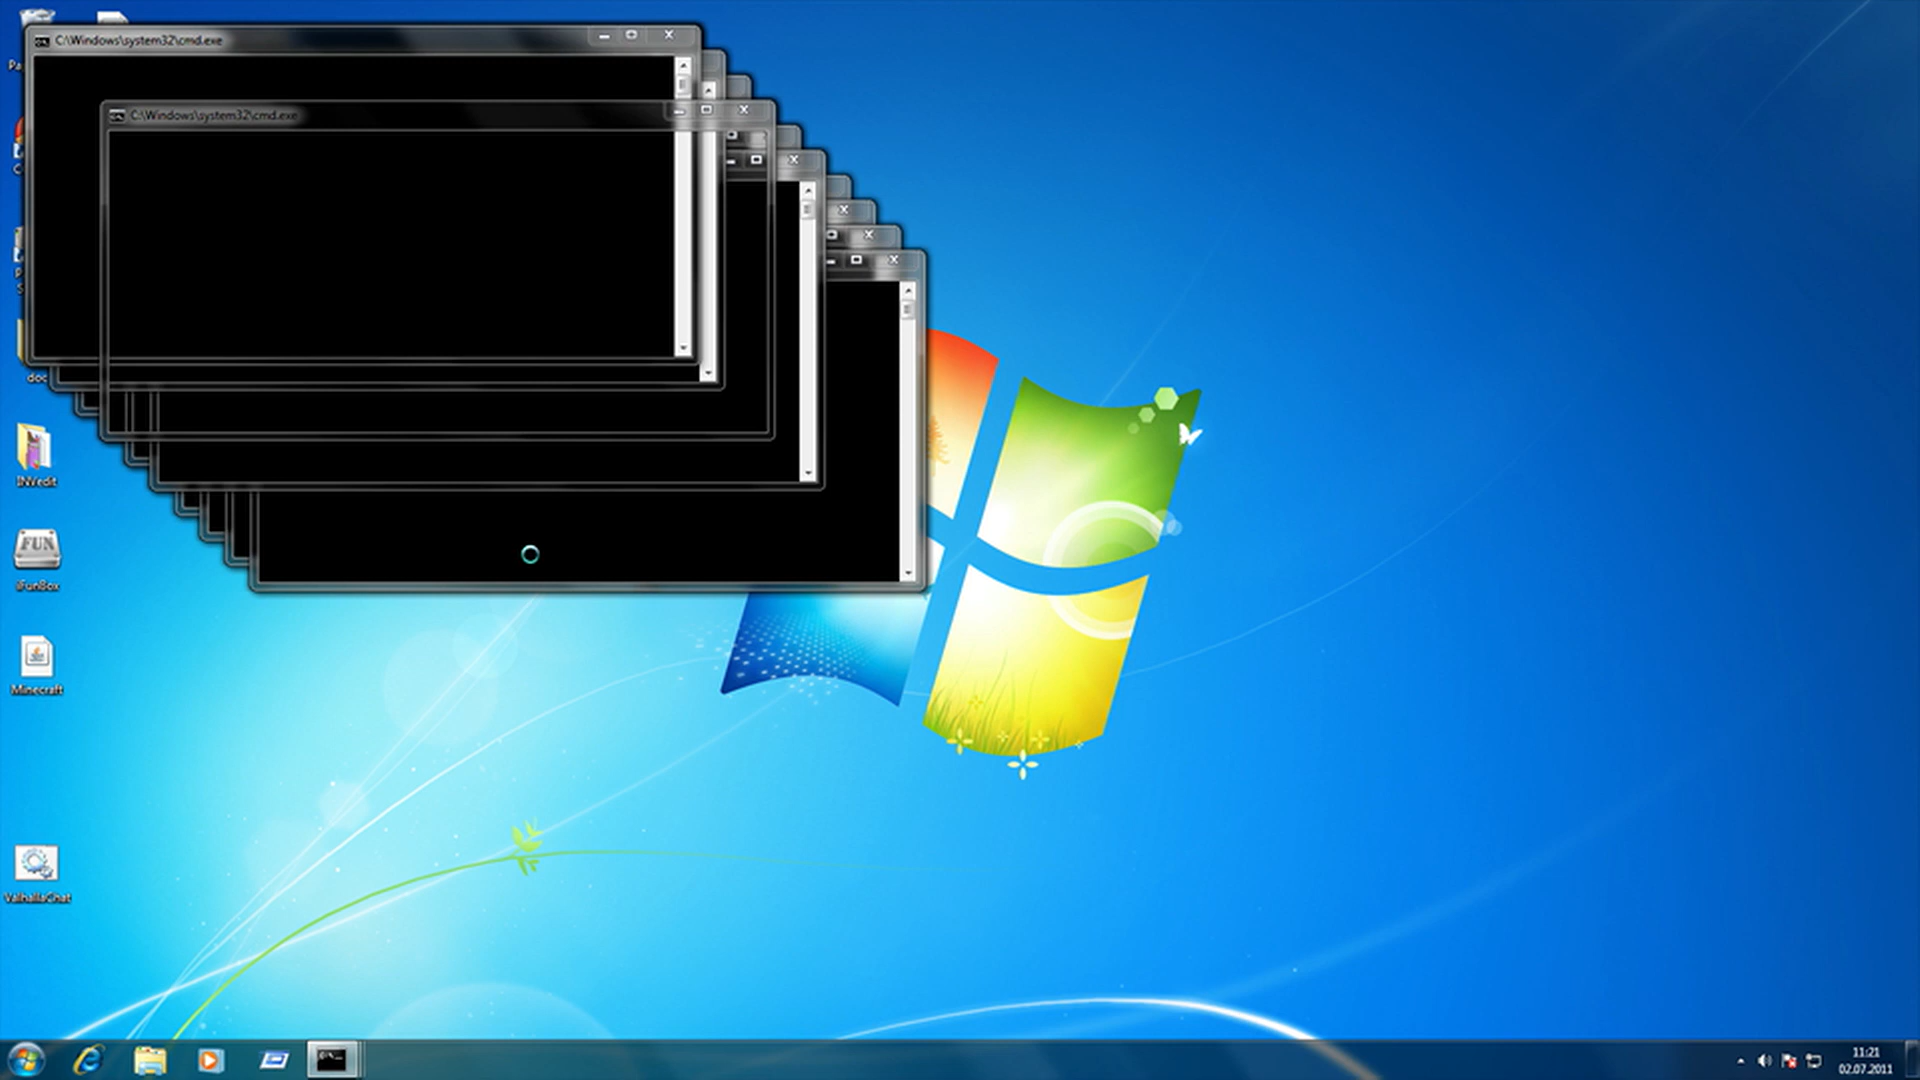 C:\Windows\system32\cmd.exe
C:\Windows\system32\cmd.exe
doc
INVedit
FUN
iFunBox
Minecraft
ValhallaChat
11:21
02.07.2011